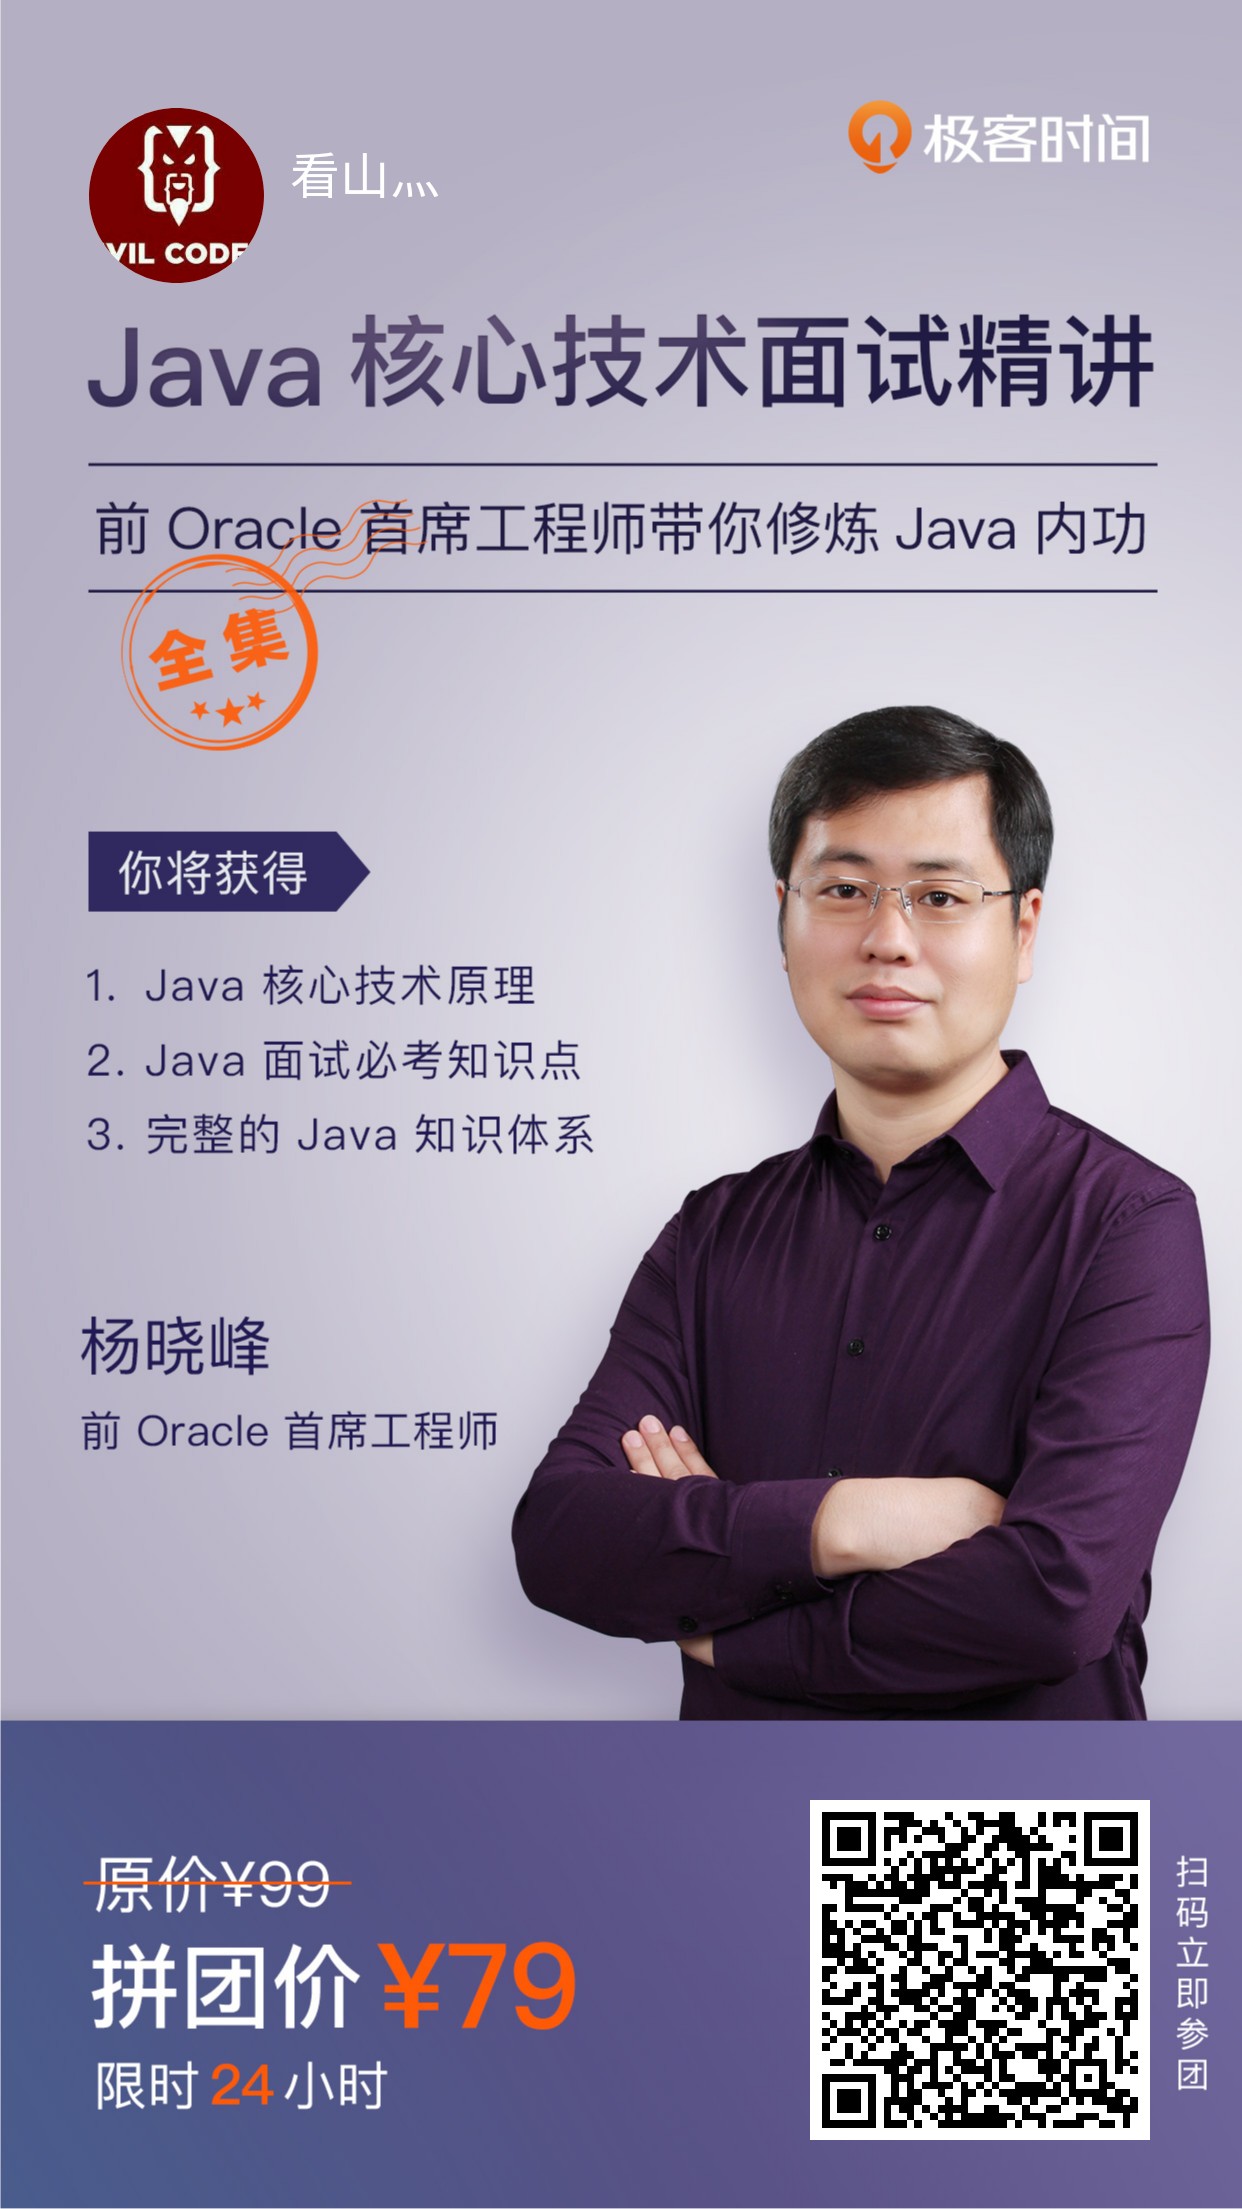 极客时间
看山灬
VIL CODE
Java 核心技术面试精讲
前 Oracle 首席工程师带你修炼 Java 内功
全集
你将获得
1. Java 核心技术原理
2. Java 面试必考知识点
3. 完整的 Java 知识体系
杨晓峰
前 Oracle 首席工程师
原价¥99
拼团价 ¥79
限时 24 小时
扫码立即参团